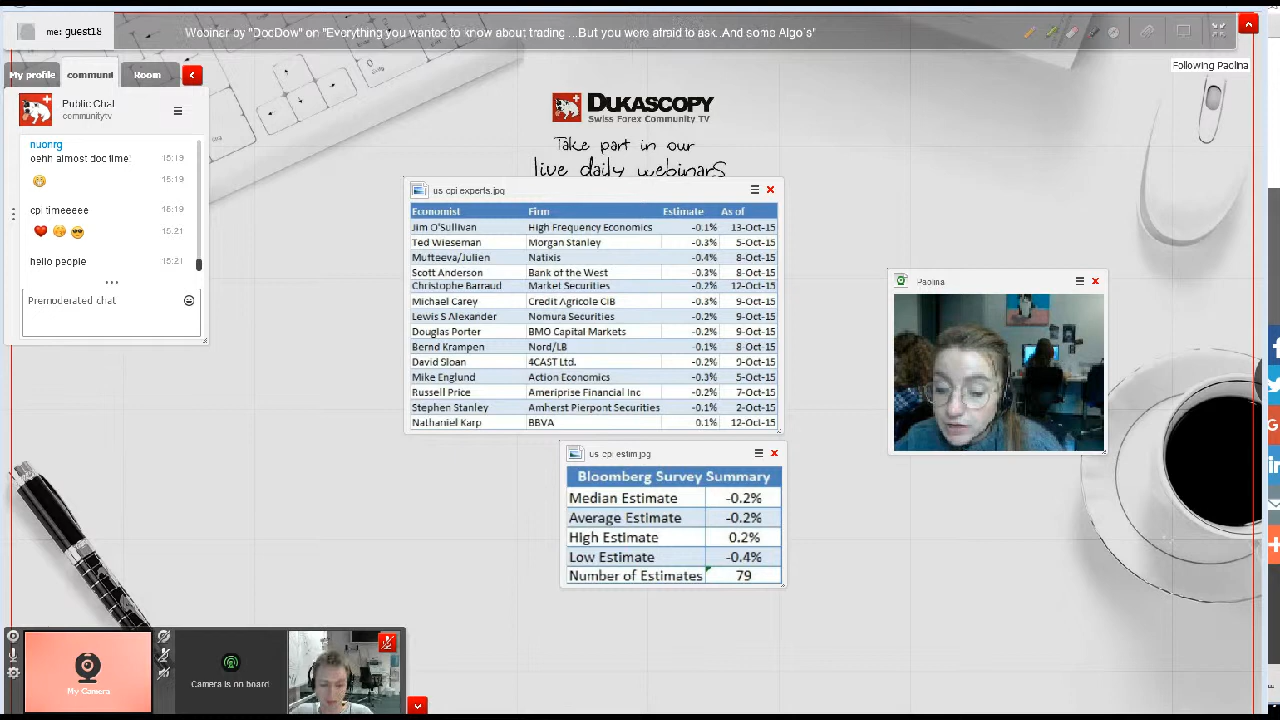 me: guest18
Webinar by "DocDow" on "Everything you wanted to know about trading ...But you were afraid to ask..And some Algo`s"
Following Paolina
My profile
communi
Room
Public Chat
communitytv
nuonrg
oehh almost doctime!
15:19
15:19
cpi timeeeee
15:19
15:21
hello people
15:21
Premoderated chat
DUKASCOPY
Swiss Forex Community TV
Take part in our
live daily webinars
us cpi experts.jpg
Economist Firm Estimate As of
Jim O'Sullivan High Frequency Economics -0.1% 13-Oct-15
Ted Wieseman Morgan Stanley -0.3% 5-Oct-15
Mutteeva/Julien Natixis -0.4% 8-Oct-15
Scott Anderson Bank of the West -0.3% 8-Oct-15
Christophe Barraud Market Securities -0.2% 12-Oct-15
Michael Carey Credit Agricole CIB -0.3% 9-Oct-15
Lewis S Alexander Nomura Securities -0.2% 9-Oct-15
Douglas Porter BMO Capital Markets -0.2% 9-Oct-15
Bernd Krampen Nord/LB -0.1% 8-Oct-15
David Sloan 4CAST Ltd. -0.2% 9-Oct-15
Mike Englund Action Economics -0.3% 5-Oct-15
Russell Price Ameriprise Financial Inc -0.2% 7-Oct-15
Stephen Stanley Amherst Pierpont Securities -0.1% 2-Oct-15
Nathaniel Karp BBVA 0.1% 12-Oct-15
Paolina
us cpi estim.jpg
Bloomberg Survey Summary
Median Estimate -0.2%
Average Estimate -0.2%
High Estimate 0.2%
Low Estimate -0.4%
Number of Estimates 79
My Camera
Camera is on board